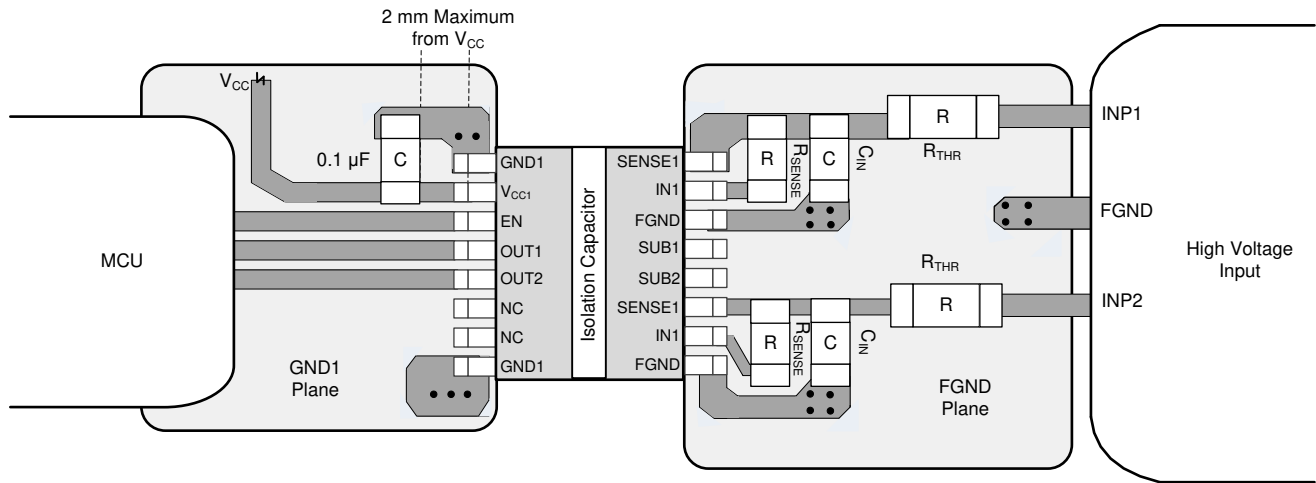 2 mm Maximum
from VCC
VCC
MCU
0.1 µF
C
GND1
VCC1
EN
OUT1
OUT2
NC
NC
GND1
GND1
Plane
Isolation Capacitor
SENSE1
IN1
FGND
SUB1
SUB2
SENSE1
IN1
FGND
R
RSENSE
C
CIN
R
RTHR
R
RSENSE
C
CIN
RTHR
R
FGND
Plane
INP1
FGND
INP2
High Voltage
Input